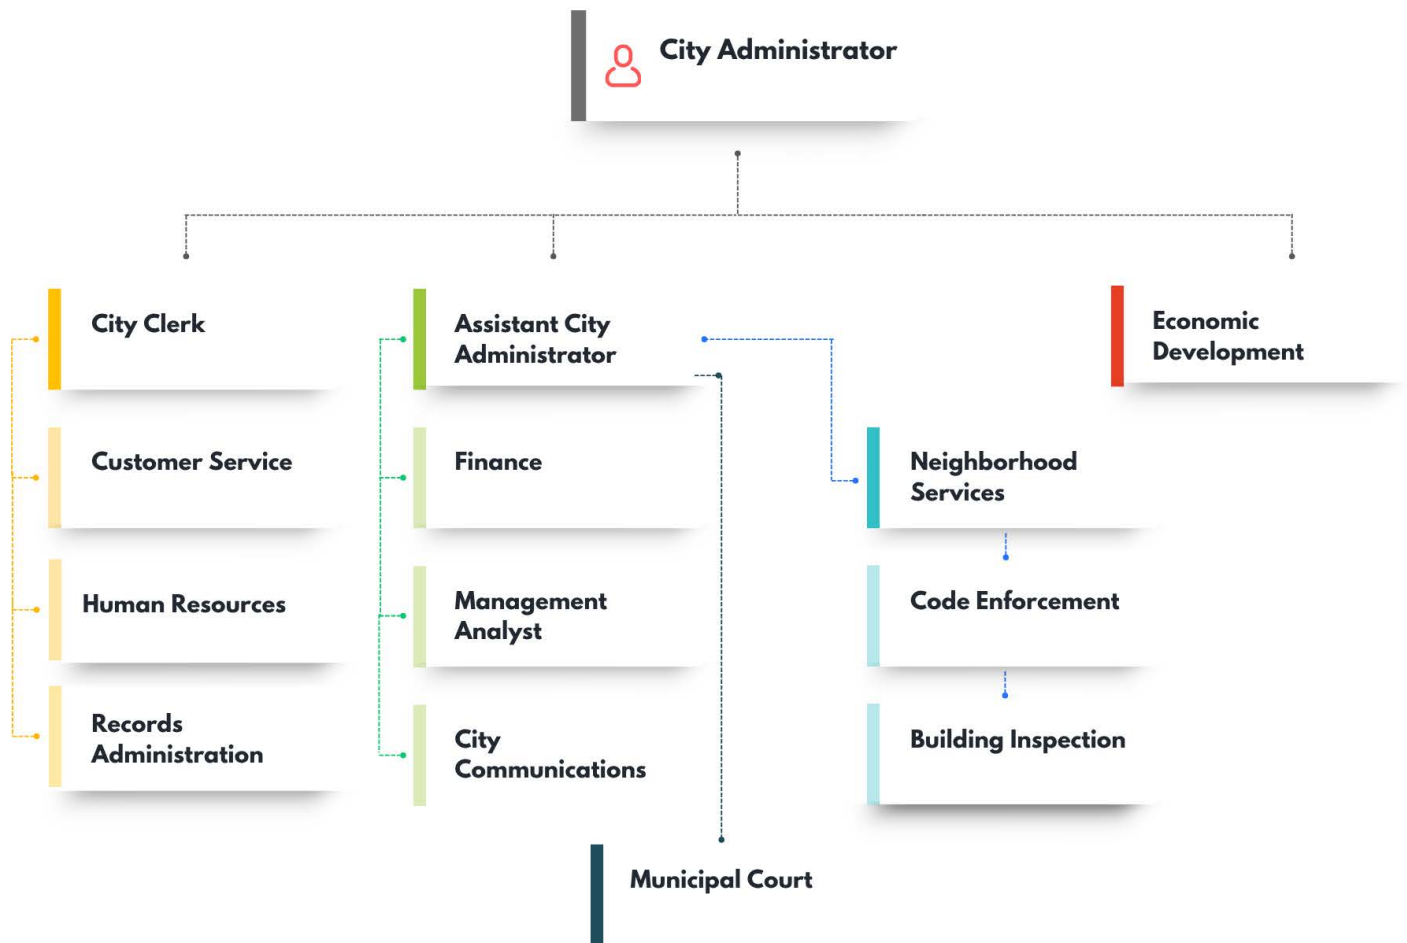 City Administrator
City Clerk
Assistant City
Administrator
Economic
Development
Customer Service
Finance
Neighborhood
Services
Human Resources
Management
Analyst
Code Enforcement
Records
Administration
City
Communications
Building Inspection
Municipal Court